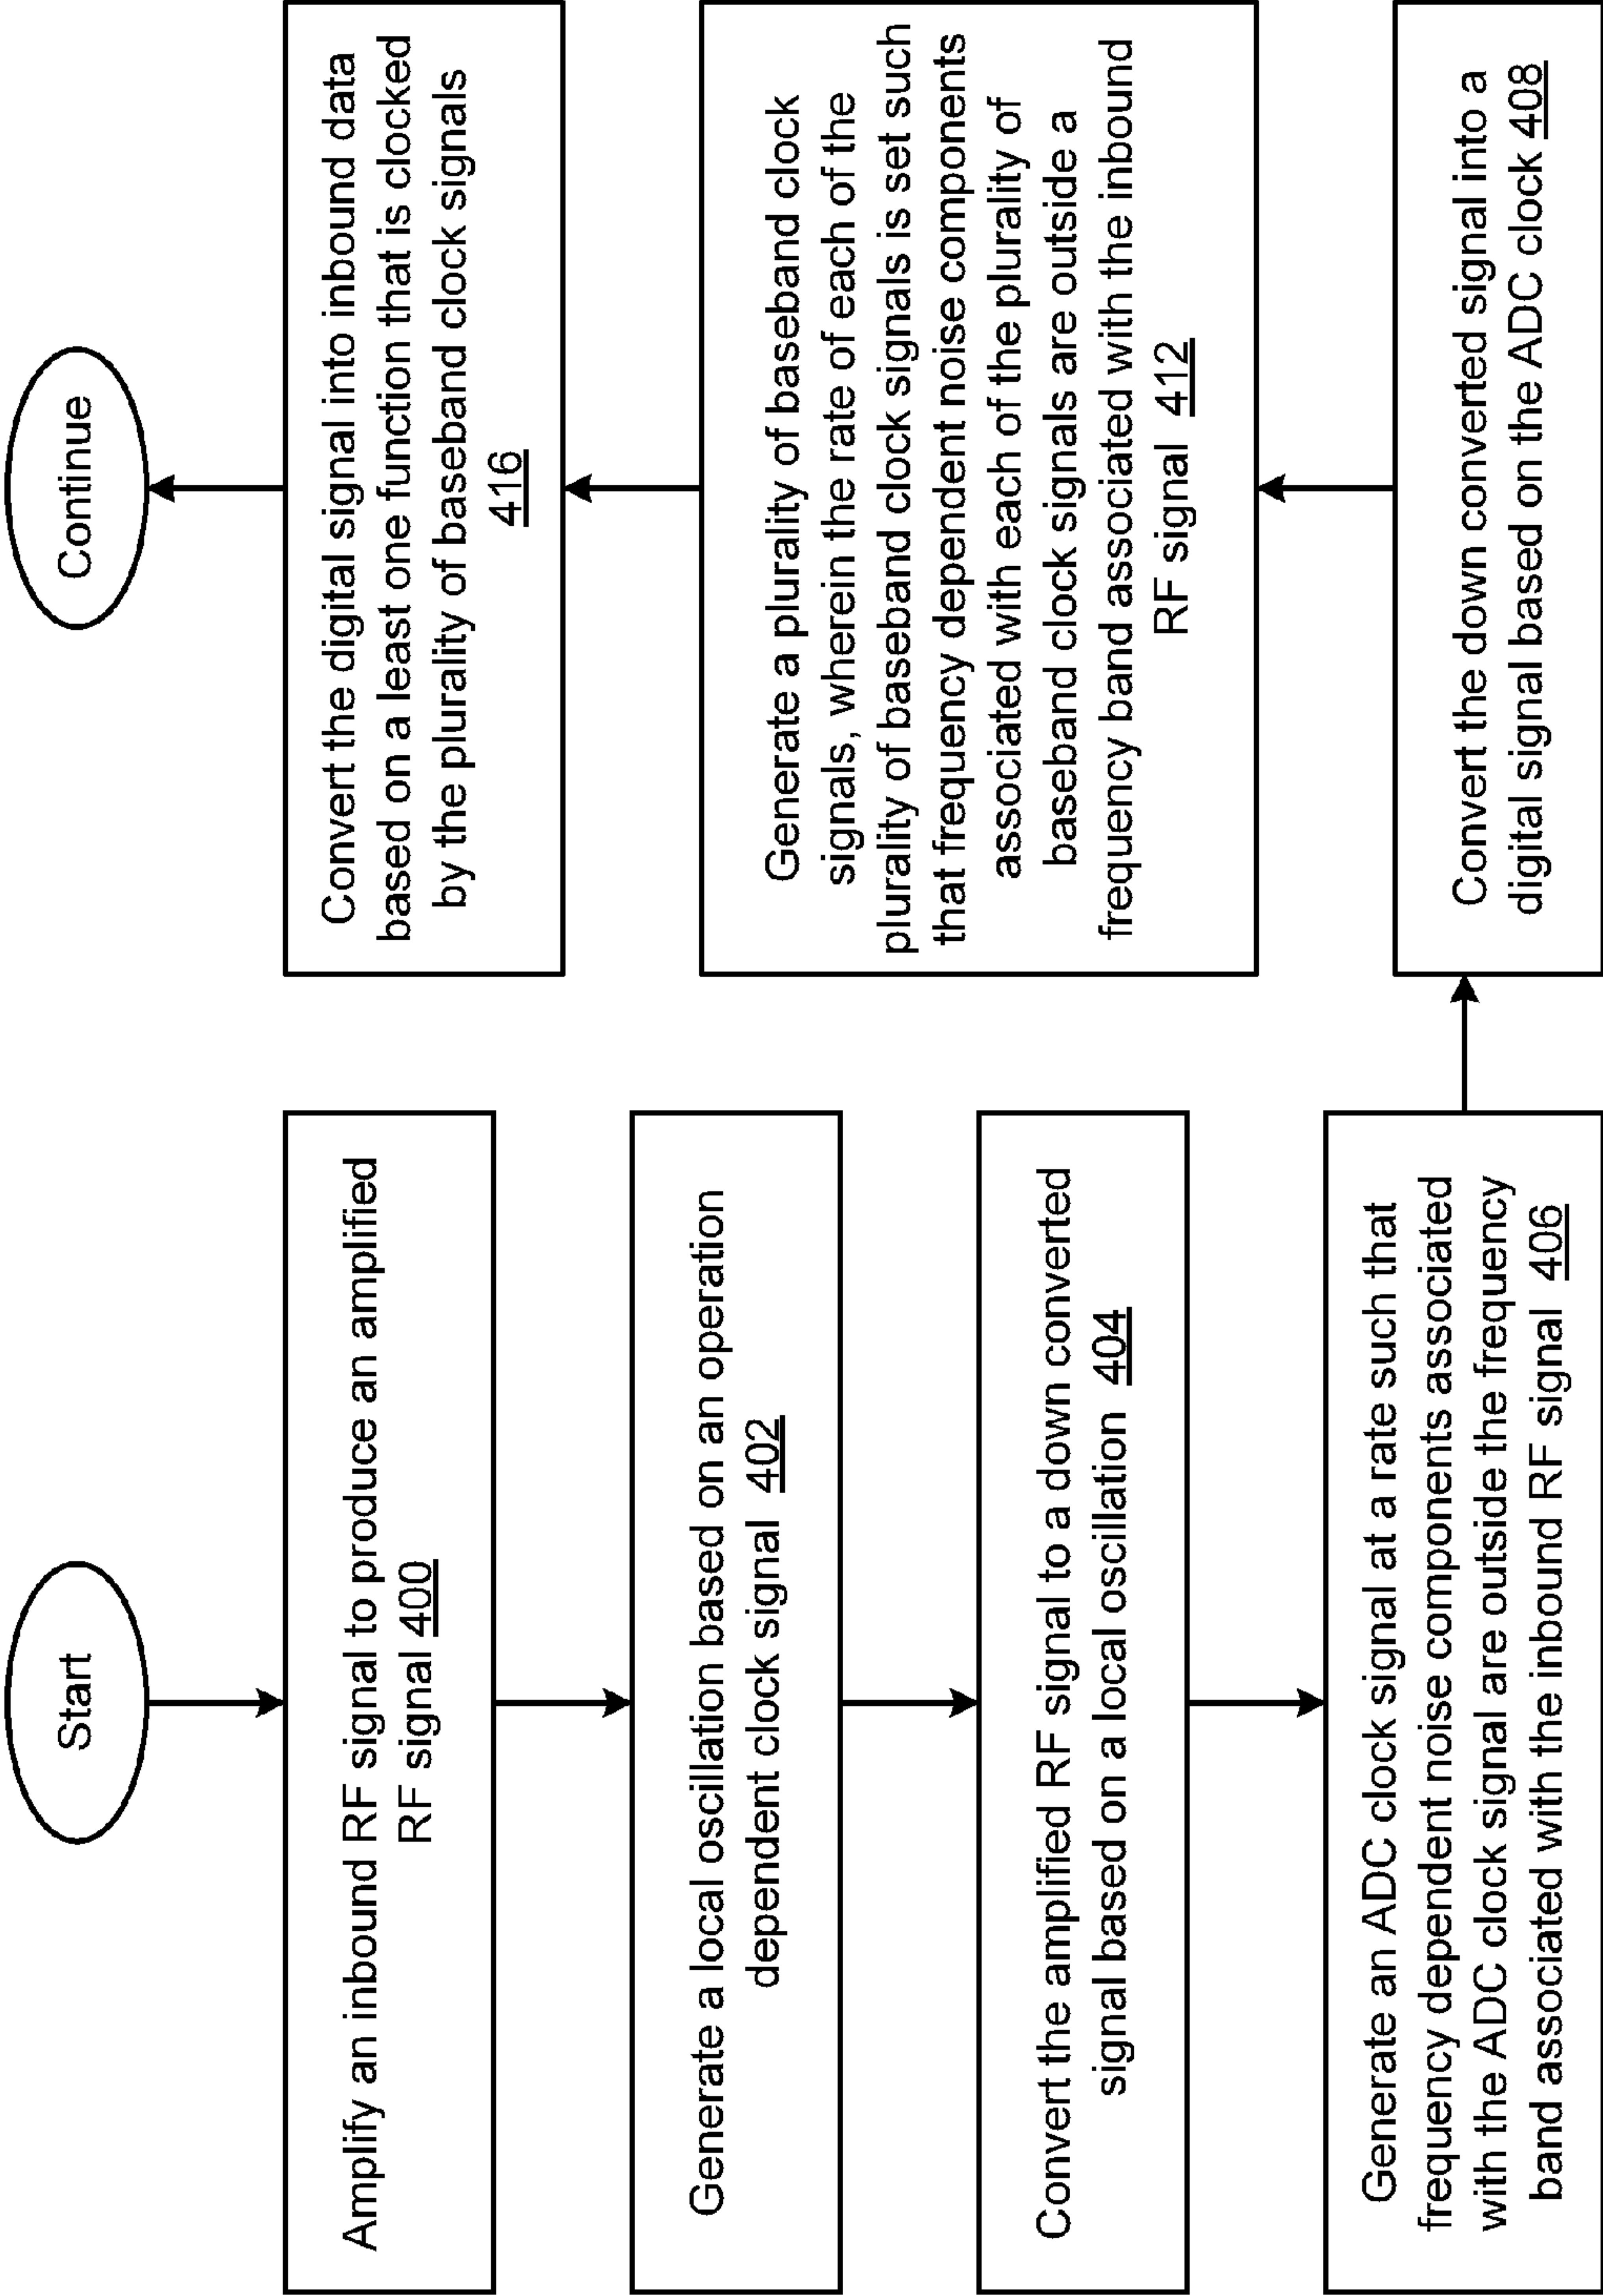 Start
Amplify an inbound RF signal to produce an amplified
RF signal 400
Generate a local oscillation based on an operation
dependent clock signal 402
Convert the amplified RF signal to a down converted
signal based on a local oscillation 404
Generate an ADC clock signal at a rate such that
frequency dependent noise components associated
with the ADC clock signal are outside the frequency
band associated with the inbound RF signal 406
Convert the down converted signal into a
digital signal based on the ADC clock 408
Generate a plurality of baseband clock
signals, wherein the rate of each of the
plurality of baseband clock signals is set such
that frequency dependent noise components
associated with each of the plurality of
baseband clock signals are outside a
frequency band associated with the inbound
RF signal 412
Convert the digital signal into inbound data
based on a least one function that is clocked
by the plurality of baseband clock signals
416
Continue